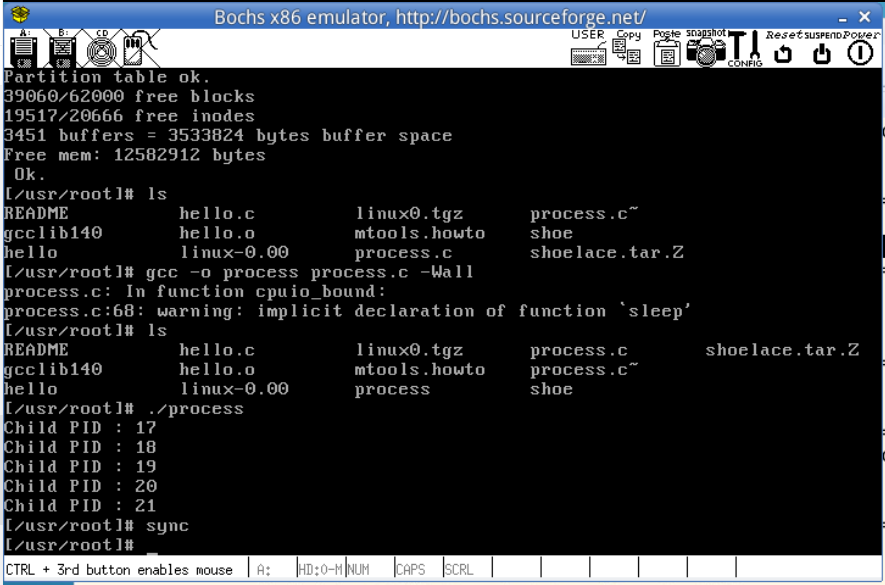 Bochs x86 emulator, http://bochs.sourceforge.net/
A: B: CD USER Copy Paste snapshot CONFIG Reset SUSPEND Power
Partition table ok.
39060/62000 free blocks
19517/20666 free inodes
3451 buffers = 3533824 bytes buffer space
Free mem: 12582912 bytes
 Ok.
[/usr/root]# ls
README hello.c linux0.tgz process.c~
gcclib140 hello.o mtools.howto shoe
hello linux-0.00 process.c shoelace.tar.Z
[/usr/root]# gcc -o process process.c -Wall
process.c: In function cpuio_bound:
process.c:68: warning: implicit declaration of function `sleep'
[/usr/root]# ls
README hello.c linux0.tgz process.c shoelace.tar.Z
gcclib140 hello.o mtools.howto process.c~
hello linux-0.00 process shoe
[/usr/root]# ./process
Child PID : 17
Child PID : 18
Child PID : 19
Child PID : 20
Child PID : 21
[/usr/root]# sync
[/usr/root]# _
CTRL + 3rd button enables mouse A: HD:0-M NUM CAPS SCRL